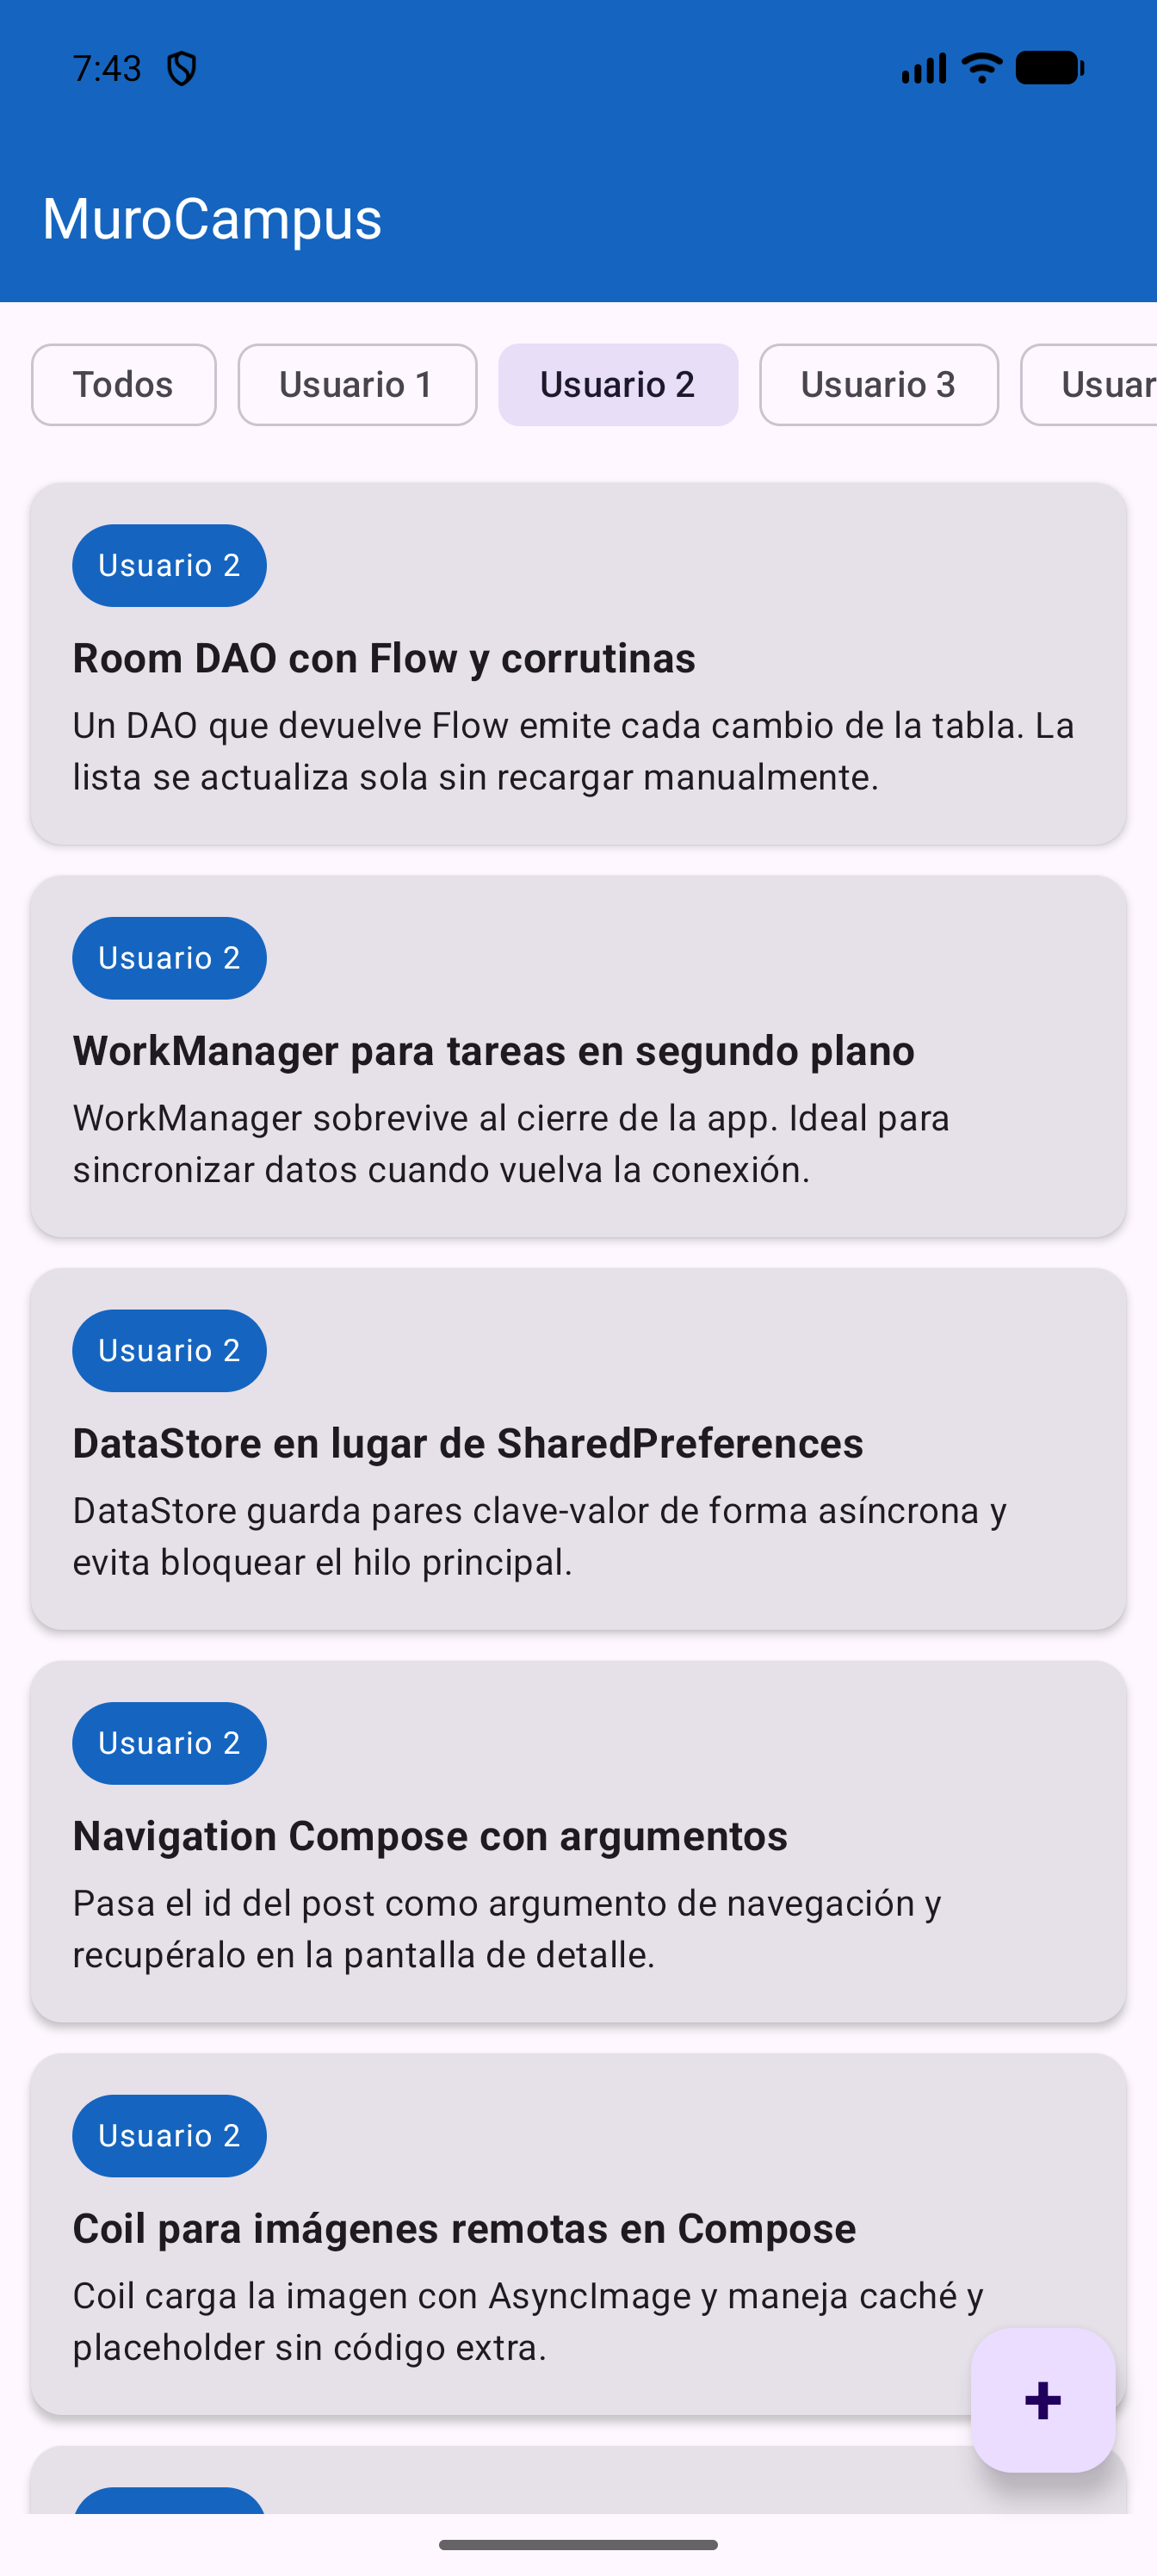 7:43
MuroCampus
Todos
Usuario 1
Usuario 2
Usuario 3
Usuar
Usuario 2
Room DAO con Flow y corrutinas
Un DAO que devuelve Flow emite cada cambio de la tabla. La
lista se actualiza sola sin recargar manualmente.
Usuario 2
WorkManager para tareas en segundo plano
WorkManager sobrevive al cierre de la app. Ideal para
sincronizar datos cuando vuelva la conexión.
Usuario 2
DataStore en lugar de SharedPreferences
DataStore guarda pares clave-valor de forma asíncrona y
evita bloquear el hilo principal.
Usuario 2
Navigation Compose con argumentos
Pasa el id del post como argumento de navegación y
recupéralo en la pantalla de detalle.
Usuario 2
Coil para imágenes remotas en Compose
Coil carga la imagen con AsyncImage y maneja caché y
placeholder sin código extra.
+